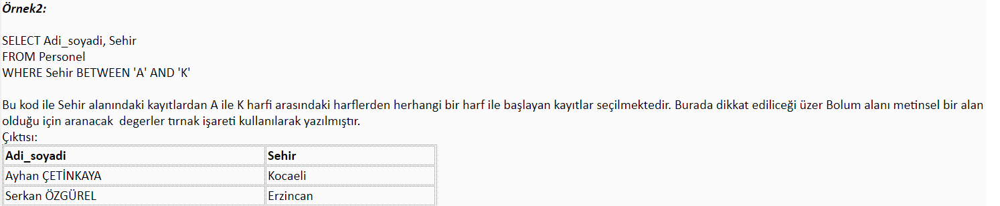 Örnek2:
SELECT Adi_soyadi, Sehir
FROM Personel
WHERE Sehir BETWEEN 'A' AND 'K'
Bu kod ile Sehir alanındaki kayıtlardan A ile K harfi arasındaki harflerden herhangi bir harf ile başlayan kayıtlar seçilmektedir. Burada dikkat ediliceği üzer Bolum alanı metinsel bir alan
olduğu için aranacak  degerler tırnak işareti kullanılarak yazılmıştır.
Çıktısı:
Adi_soyadi Sehir
Ayhan ÇETİNKAYA Kocaeli
Serkan ÖZGÜREL Erzincan